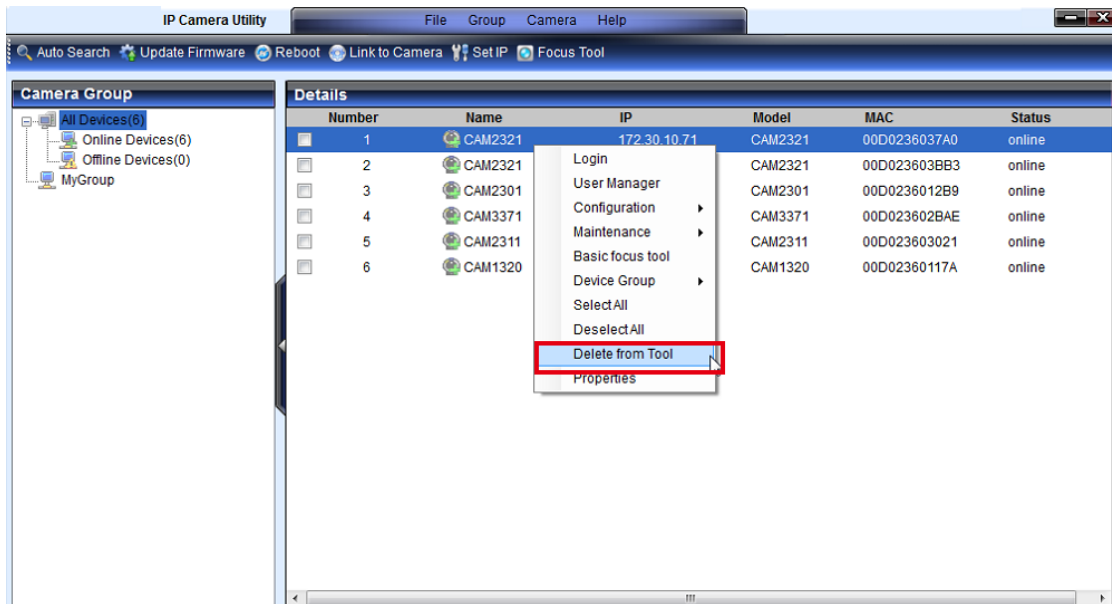 IP Camera Utility File Group Camera Help
Auto Search Update Firmware Reboot Link to Camera Set IP Focus Tool
Camera Group
All Devices(6)
Online Devices(6)
Offline Devices(0)
MyGroup
Details
Number Name IP Model MAC Status
1 CAM2321 172.30.10.71 CAM2321 00D0236037A0 online
2 CAM2321 CAM2321 00D023603BB3 online
3 CAM2301 CAM2301 00D0236012B9 online
4 CAM3371 CAM3371 00D023602BAE online
5 CAM2311 CAM2311 00D023603021 online
6 CAM1320 CAM1320 00D02360117A online
Login
User Manager
Configuration
Maintenance
Basic focus tool
Device Group
Select All
Deselect All
Delete from Tool
Properties